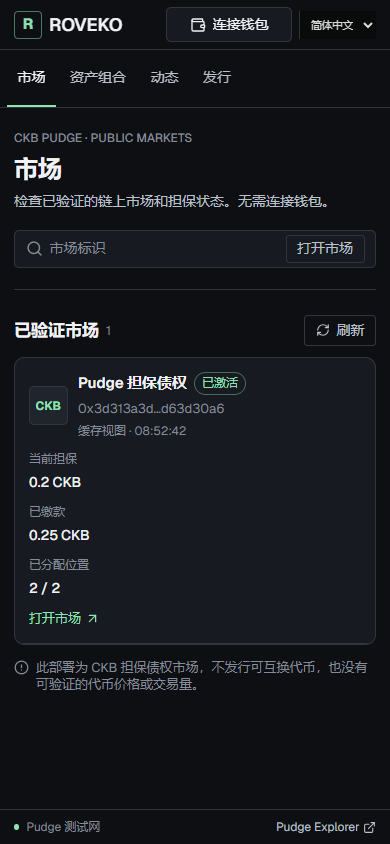 R ROVEKO 连接钱包 简体中文
市场 资产组合 动态 发行
CKB PUDGE · PUBLIC MARKETS
市场
检查已验证的链上市场和担保状态。无需连接钱包。
市场标识 打开市场
已验证市场 1 刷新
Pudge 担保债权 已激活
CKB
0x3d313a3d...d63d30a6
缓存视图 · 08:52:42
当前担保
0.2 CKB
已缴款
0.25 CKB
已分配位置
2 / 2
打开市场
此部署为 CKB 担保债权市场，不发行可互换代币，也没有
可验证的代币价格或交易量。
Pudge 测试网 Pudge Explorer